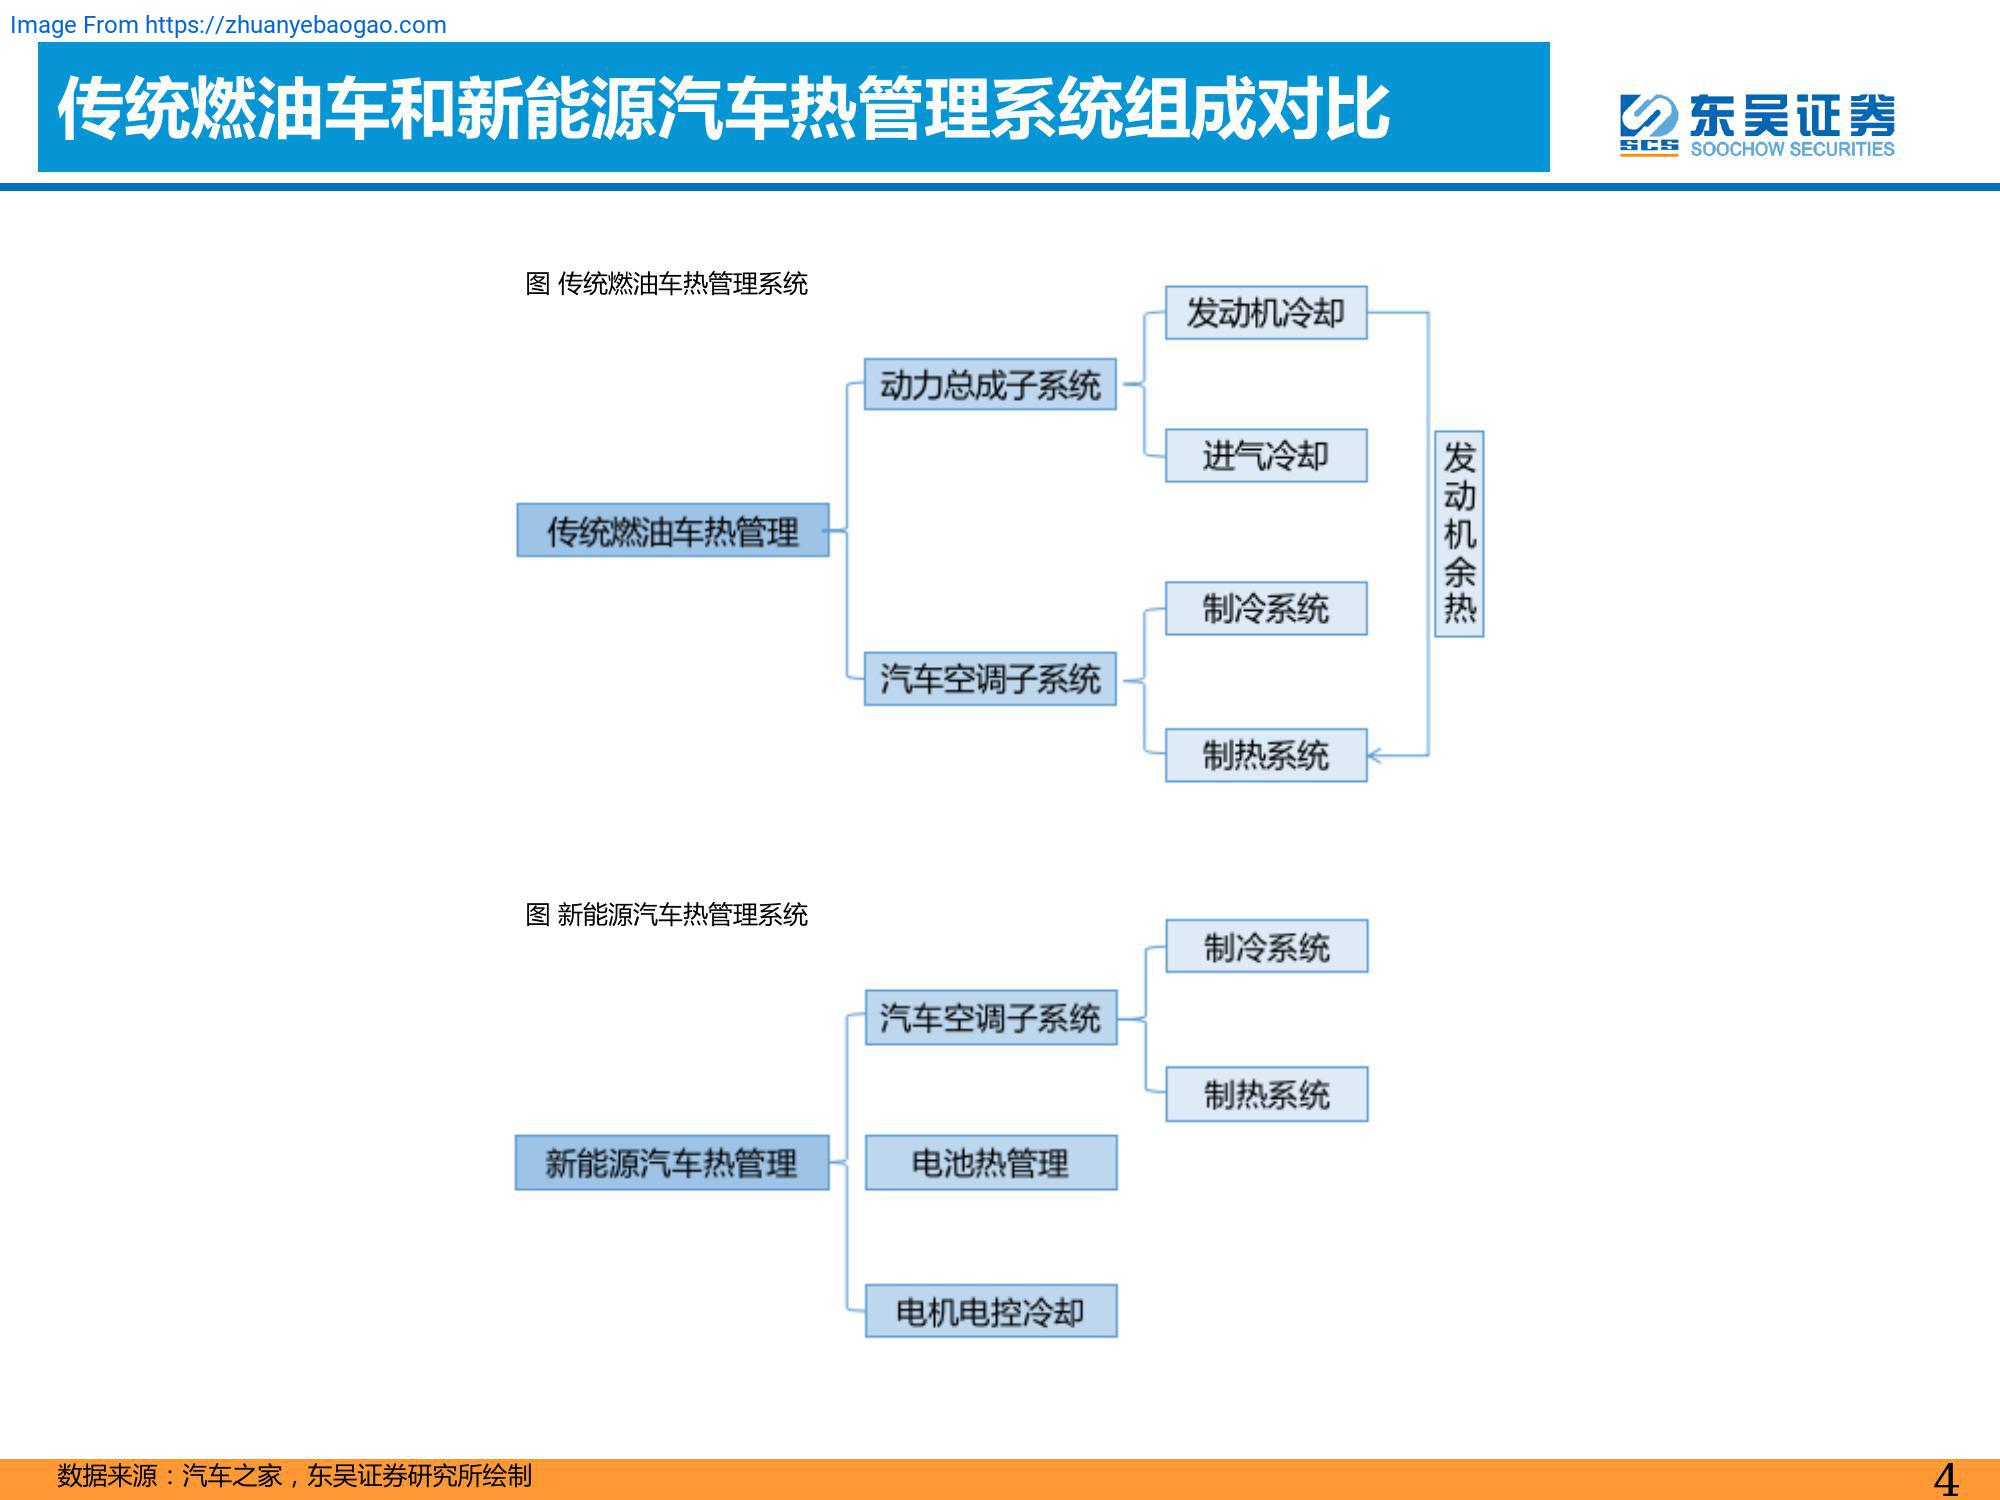 Image From https://zhuanyebaogao.com
传统燃油车和新能源汽车热管理系统组成对比
东吴证券
SCS
SOOCHOW SECURITIES
图 传统燃油车热管理系统
发动机冷却
动力总成子系统
进气冷却
发动机余热
传统燃油车热管理
制冷系统
汽车空调子系统
制热系统
图 新能源汽车热管理系统
制冷系统
汽车空调子系统
制热系统
新能源汽车热管理
电池热管理
电机电控冷却
数据来源：汽车之家，东吴证券研究所绘制
4